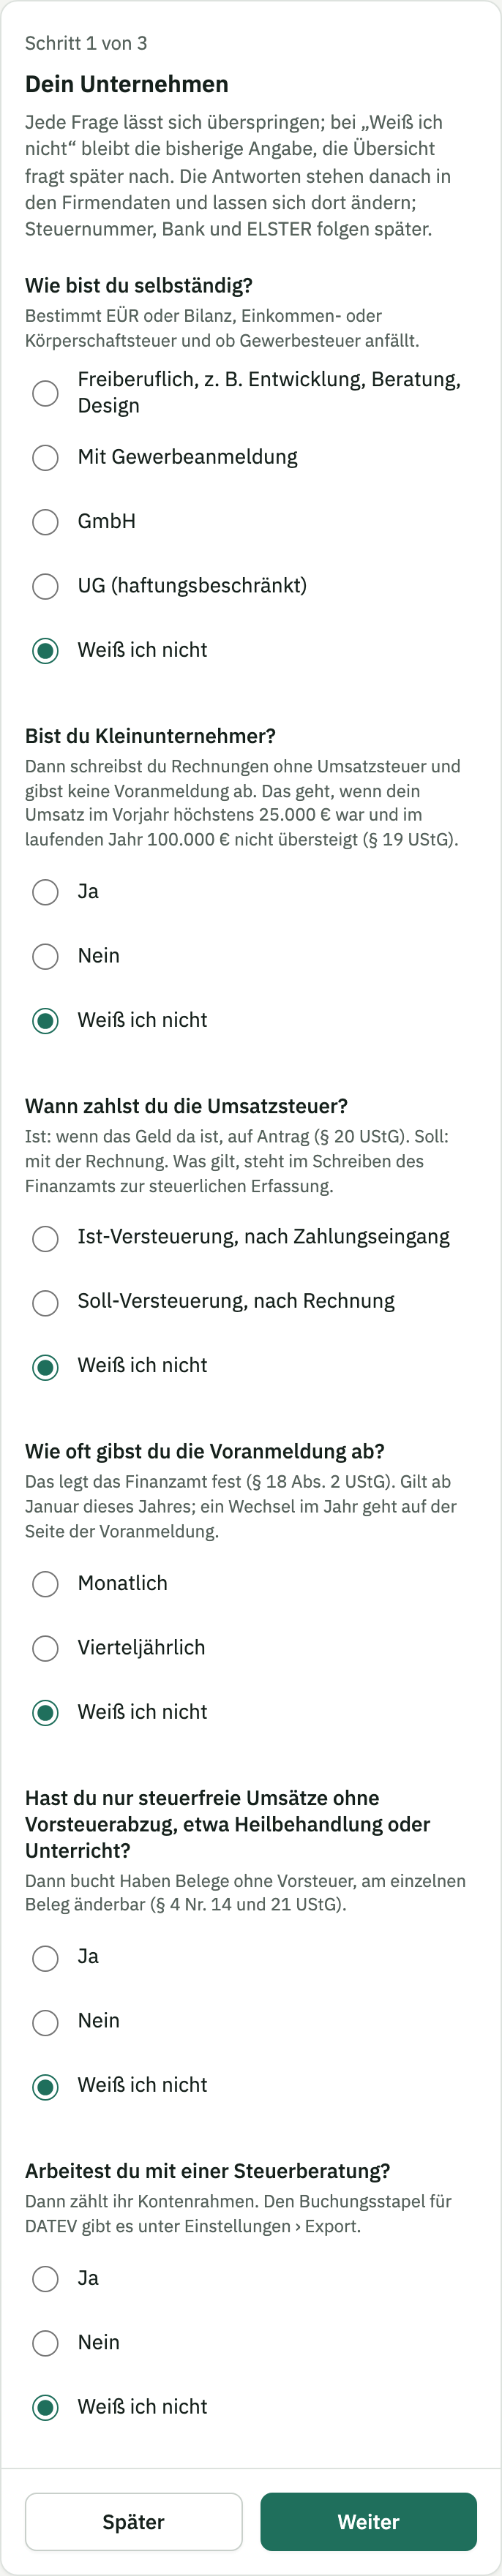 Schritt 1 von 3
Dein Unternehmen
Jede Frage lässt sich überspringen; bei „Weiß ich
nicht“ bleibt die bisherige Angabe, die Übersicht
fragt später nach. Die Antworten stehen danach in
den Firmendaten und lassen sich dort ändern;
Steuernummer, Bank und ELSTER folgen später.
Wie bist du selbständig?
Bestimmt EÜR oder Bilanz, Einkommen- oder
Körperschaftsteuer und ob Gewerbesteuer anfällt.
Freiberuflich, z. B. Entwicklung, Beratung,
Design
Mit Gewerbeanmeldung
GmbH
UG (haftungsbeschränkt)
Weiß ich nicht
Bist du Kleinunternehmer?
Dann schreibst du Rechnungen ohne Umsatzsteuer und
gibst keine Voranmeldung ab. Das geht, wenn dein
Umsatz im Vorjahr höchstens 25.000 € war und im
laufenden Jahr 100.000 € nicht übersteigt (§ 19 UStG).
Ja
Nein
Weiß ich nicht
Wann zahlst du die Umsatzsteuer?
Ist: wenn das Geld da ist, auf Antrag (§ 20 UStG). Soll:
mit der Rechnung. Was gilt, steht im Schreiben des
Finanzamts zur steuerlichen Erfassung.
Ist-Versteuerung, nach Zahlungseingang
Soll-Versteuerung, nach Rechnung
Weiß ich nicht
Wie oft gibst du die Voranmeldung ab?
Das legt das Finanzamt fest (§ 18 Abs. 2 UStG). Gilt ab
Januar dieses Jahres; ein Wechsel im Jahr geht auf der
Seite der Voranmeldung.
Monatlich
Vierteljährlich
Weiß ich nicht
Hast du nur steuerfreie Umsätze ohne
Vorsteuerabzug, etwa Heilbehandlung oder
Unterricht?
Dann bucht Haben Belege ohne Vorsteuer, am einzelnen
Beleg änderbar (§ 4 Nr. 14 und 21 UStG).
Ja
Nein
Weiß ich nicht
Arbeitest du mit einer Steuerberatung?
Dann zählt ihr Kontenrahmen. Den Buchungsstapel für
DATEV gibt es unter Einstellungen › Export.
Ja
Nein
Weiß ich nicht
Später
Weiter